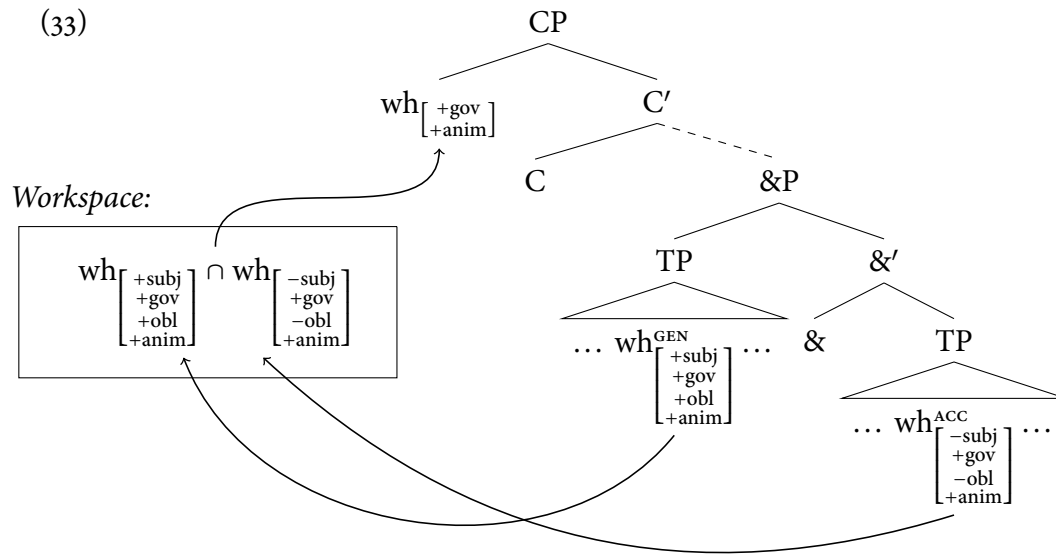 (33)
CP
wh[+gov +anim]
C′
C
&P
Workspace:
TP
&′
wh[+subj +gov +obl +anim] ∩ wh[−subj +gov −obl +anim]
… wh^GEN[+subj +gov +obl +anim] …
&
TP
… wh^ACC[−subj +gov −obl +anim] …